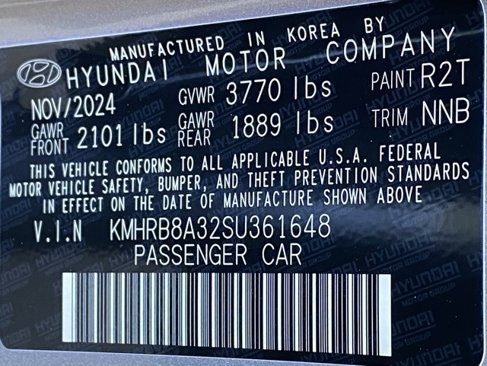 MANUFACTURED IN KOREA BY
HYUNDAI MOTOR COMPANY
NOV/2024 GVWR 3770 lbs PAINT R2T
GAWR FRONT 2101 lbs GAWR REAR 1889 lbs TRIM NNB
THIS VEHICLE CONFORMS TO ALL APPLICABLE U.S.A. FEDERAL
MOTOR VEHICLE SAFETY, BUMPER, AND THEFT PREVENTION STANDARDS
IN EFFECT ON THE DATE OF MANUFACTURE SHOWN ABOVE
V.I.N KMHRB8A32SU361648
PASSENGER CAR